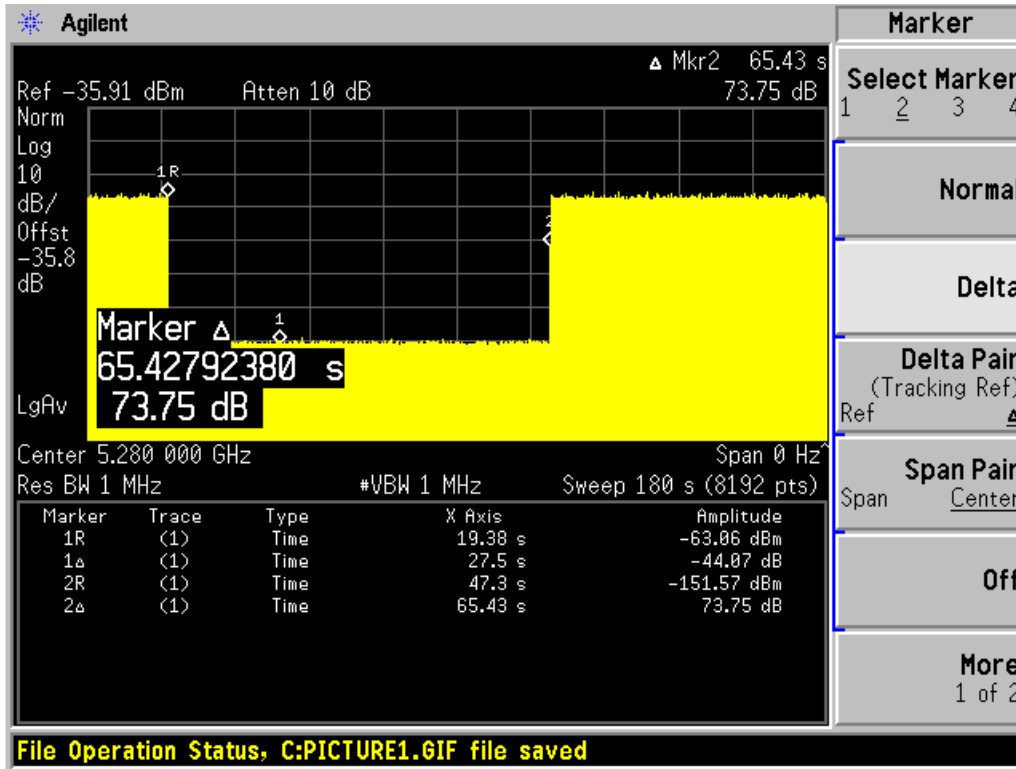 Agilent
Marker
▵ Mkr2 65.43 s
Ref -35.91 dBm Atten 10 dB 73.75 dB
Norm
Log
10
dB/
Offst
-35.8
dB
1R
2
1
Marker ▵
65.42792380 s
73.75 dB
LgAv
Center 5.280 000 GHz Span 0 Hz^
Res BW 1 MHz #VBW 1 MHz Sweep 180 s (8192 pts)
Marker Trace Type X Axis Amplitude
1R (1) Time 19.38 s -63.06 dBm
1▵ (1) Time 27.5 s -44.07 dB
2R (1) Time 47.3 s -151.57 dBm
2▵ (1) Time 65.43 s 73.75 dB
Select Marker
1 2 3 4
Normal
Delta
Delta Pair
(Tracking Ref)
Ref ▵
Span Pair
Span Center
Off
More
1 of 2
File Operation Status, C:PICTURE1.GIF file saved